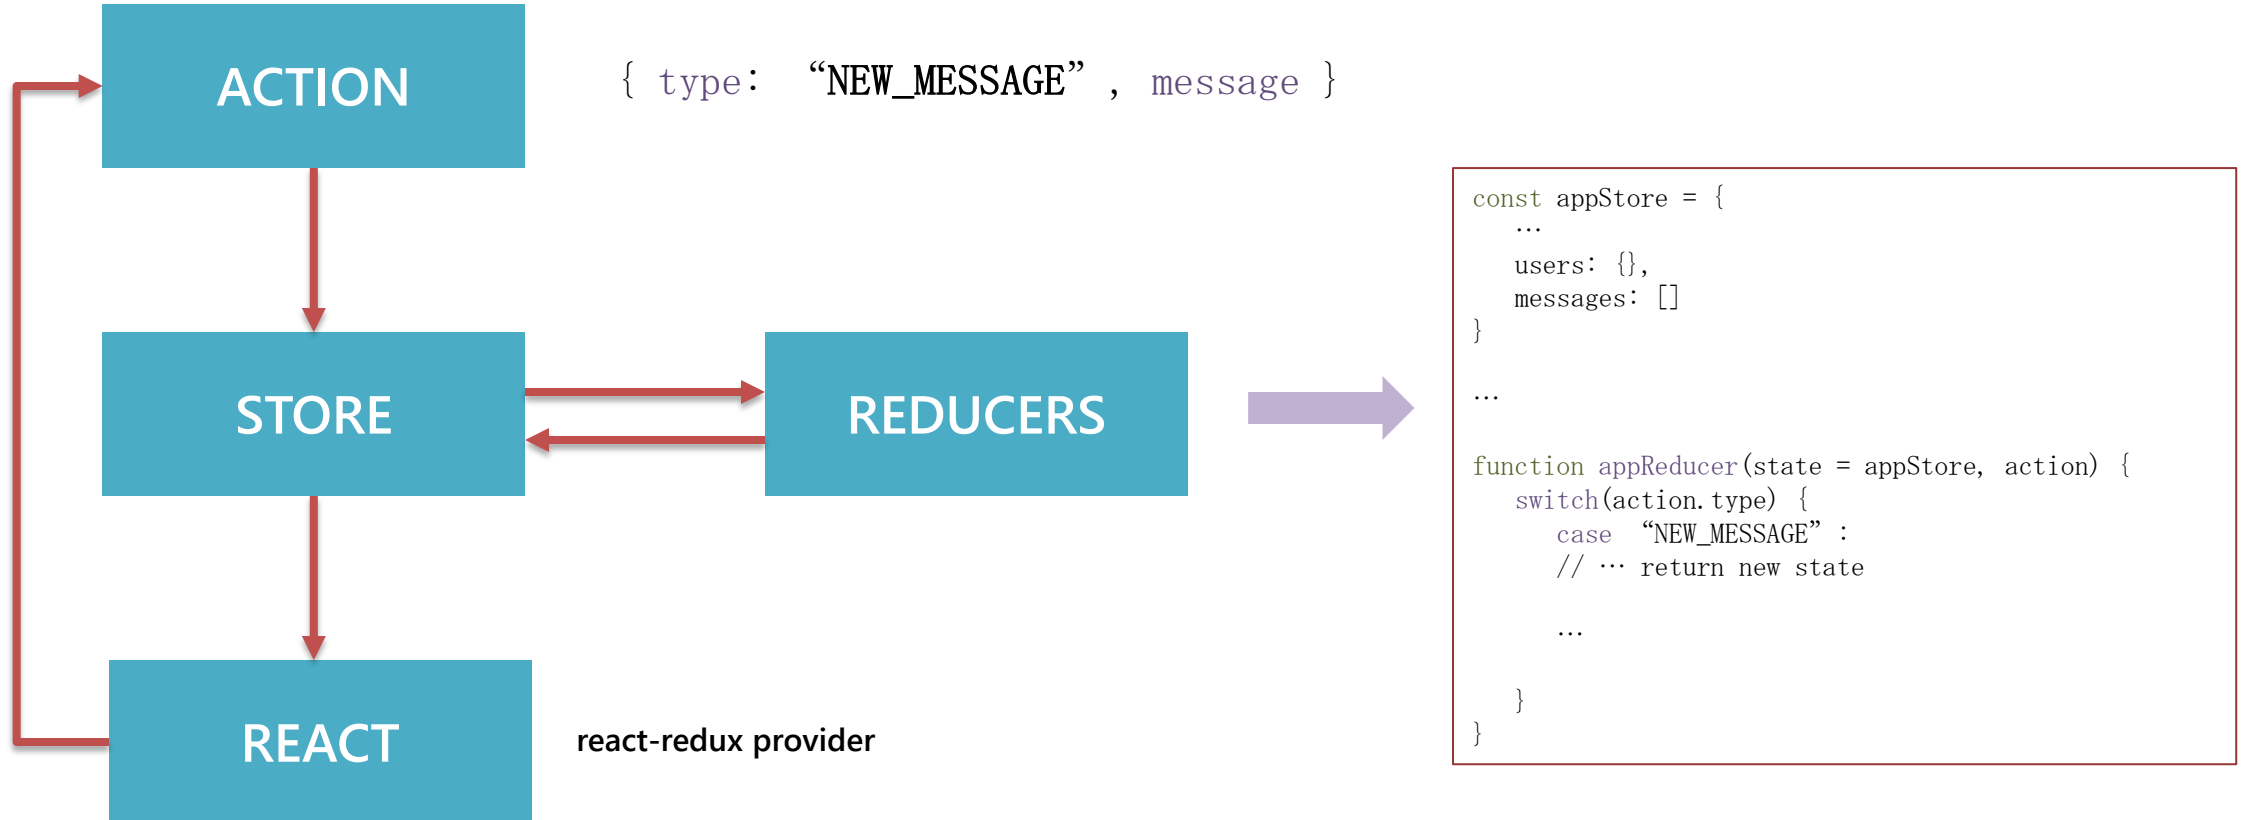 ACTION
{ type: “NEW_MESSAGE”, message }
STORE
REDUCERS
REACT
react-redux provider
const appStore = {
…
users: {},
messages: []
}
…
function appReducer(state = appStore, action) {
switch(action.type) {
case “NEW_MESSAGE”:
// … return new state
…
}
}